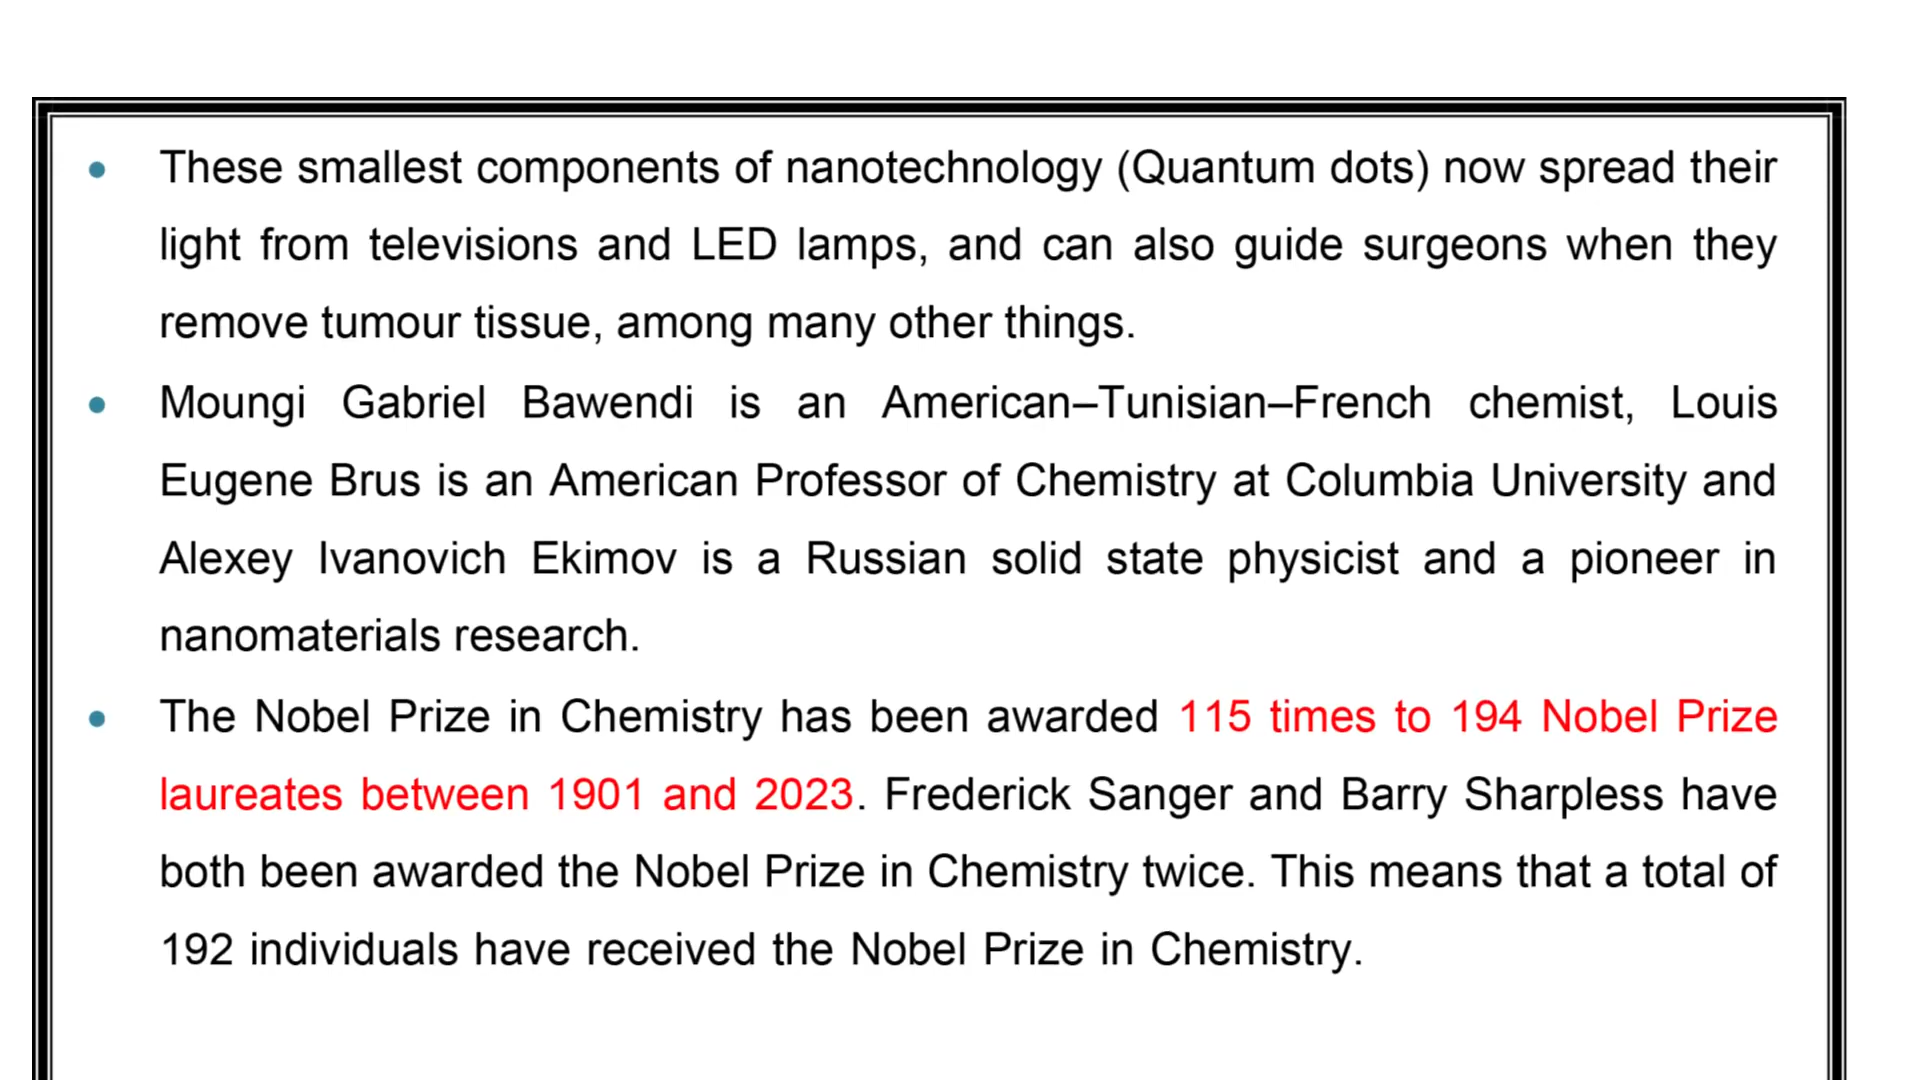 • These smallest components of nanotechnology (Quantum dots) now spread their
light from televisions and LED lamps, and can also guide surgeons when they
remove tumour tissue, among many other things.
• Moungi Gabriel Bawendi is an American–Tunisian–French chemist, Louis
Eugene Brus is an American Professor of Chemistry at Columbia University and
Alexey Ivanovich Ekimov is a Russian solid state physicist and a pioneer in
nanomaterials research.
• The Nobel Prize in Chemistry has been awarded 115 times to 194 Nobel Prize
laureates between 1901 and 2023. Frederick Sanger and Barry Sharpless have
both been awarded the Nobel Prize in Chemistry twice. This means that a total of
192 individuals have received the Nobel Prize in Chemistry.